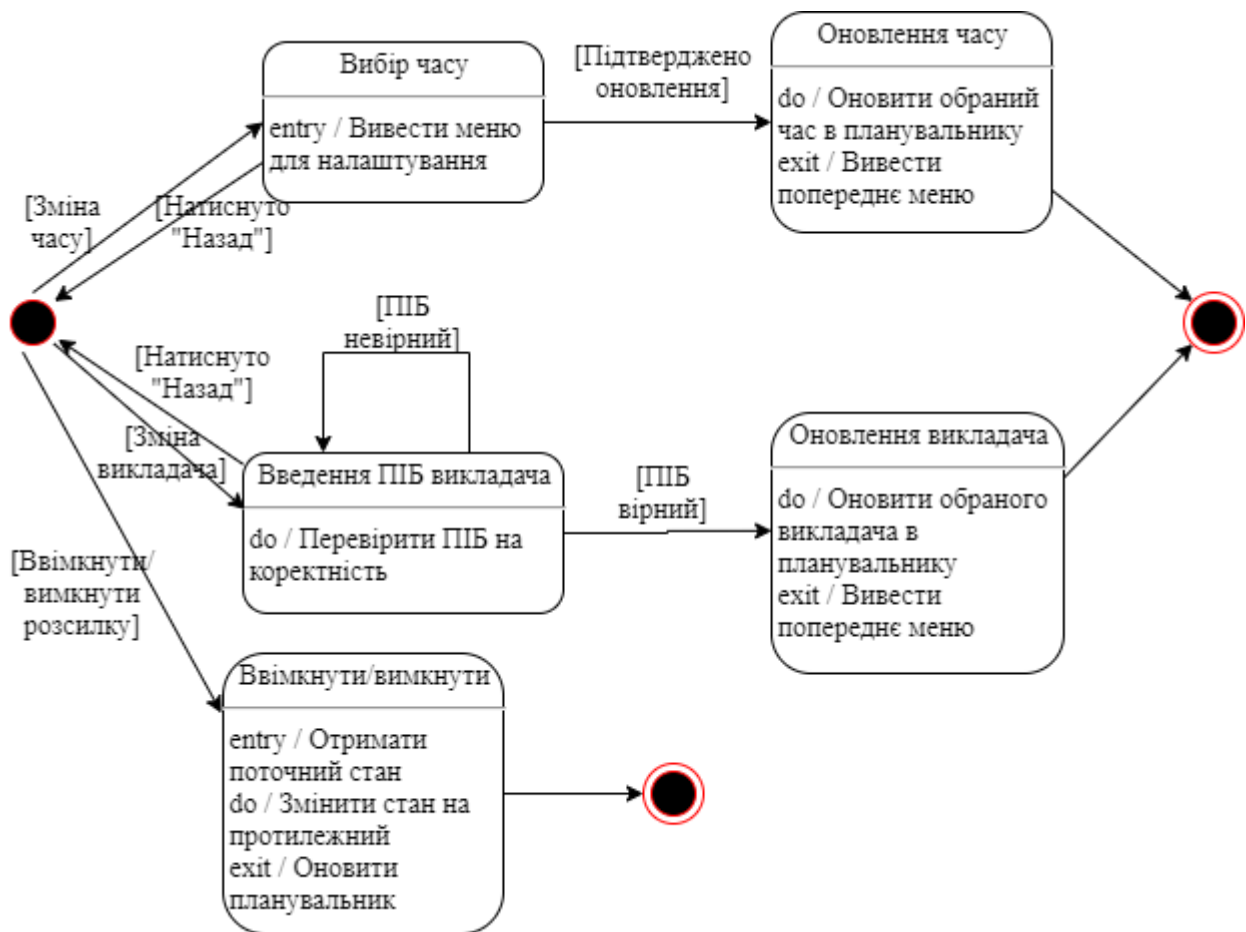 Вибір часу
entry / Вивести меню
для налаштування
[Підтверджено
оновлення]
Оновлення часу
do / Оновити обраний
час в планувальнику
exit / Вивести
попереднє меню
[Зміна
часу]
[Натиснуто
"Назад"]
[ПІБ
невірний]
[Натиснуто
"Назад"]
[Зміна
викладача]
Введення ПІБ викладача
do / Перевірити ПІБ на
коректність
[ПІБ
вірний]
Оновлення викладача
do / Оновити обраного
викладача в
планувальнику
exit / Вивести
попереднє меню
[Ввімкнути/
вимкнути
розсилку]
Ввімкнути/вимкнути
entry / Отримати
поточний стан
do / Змінити стан на
протилежний
exit / Оновити
планувальник